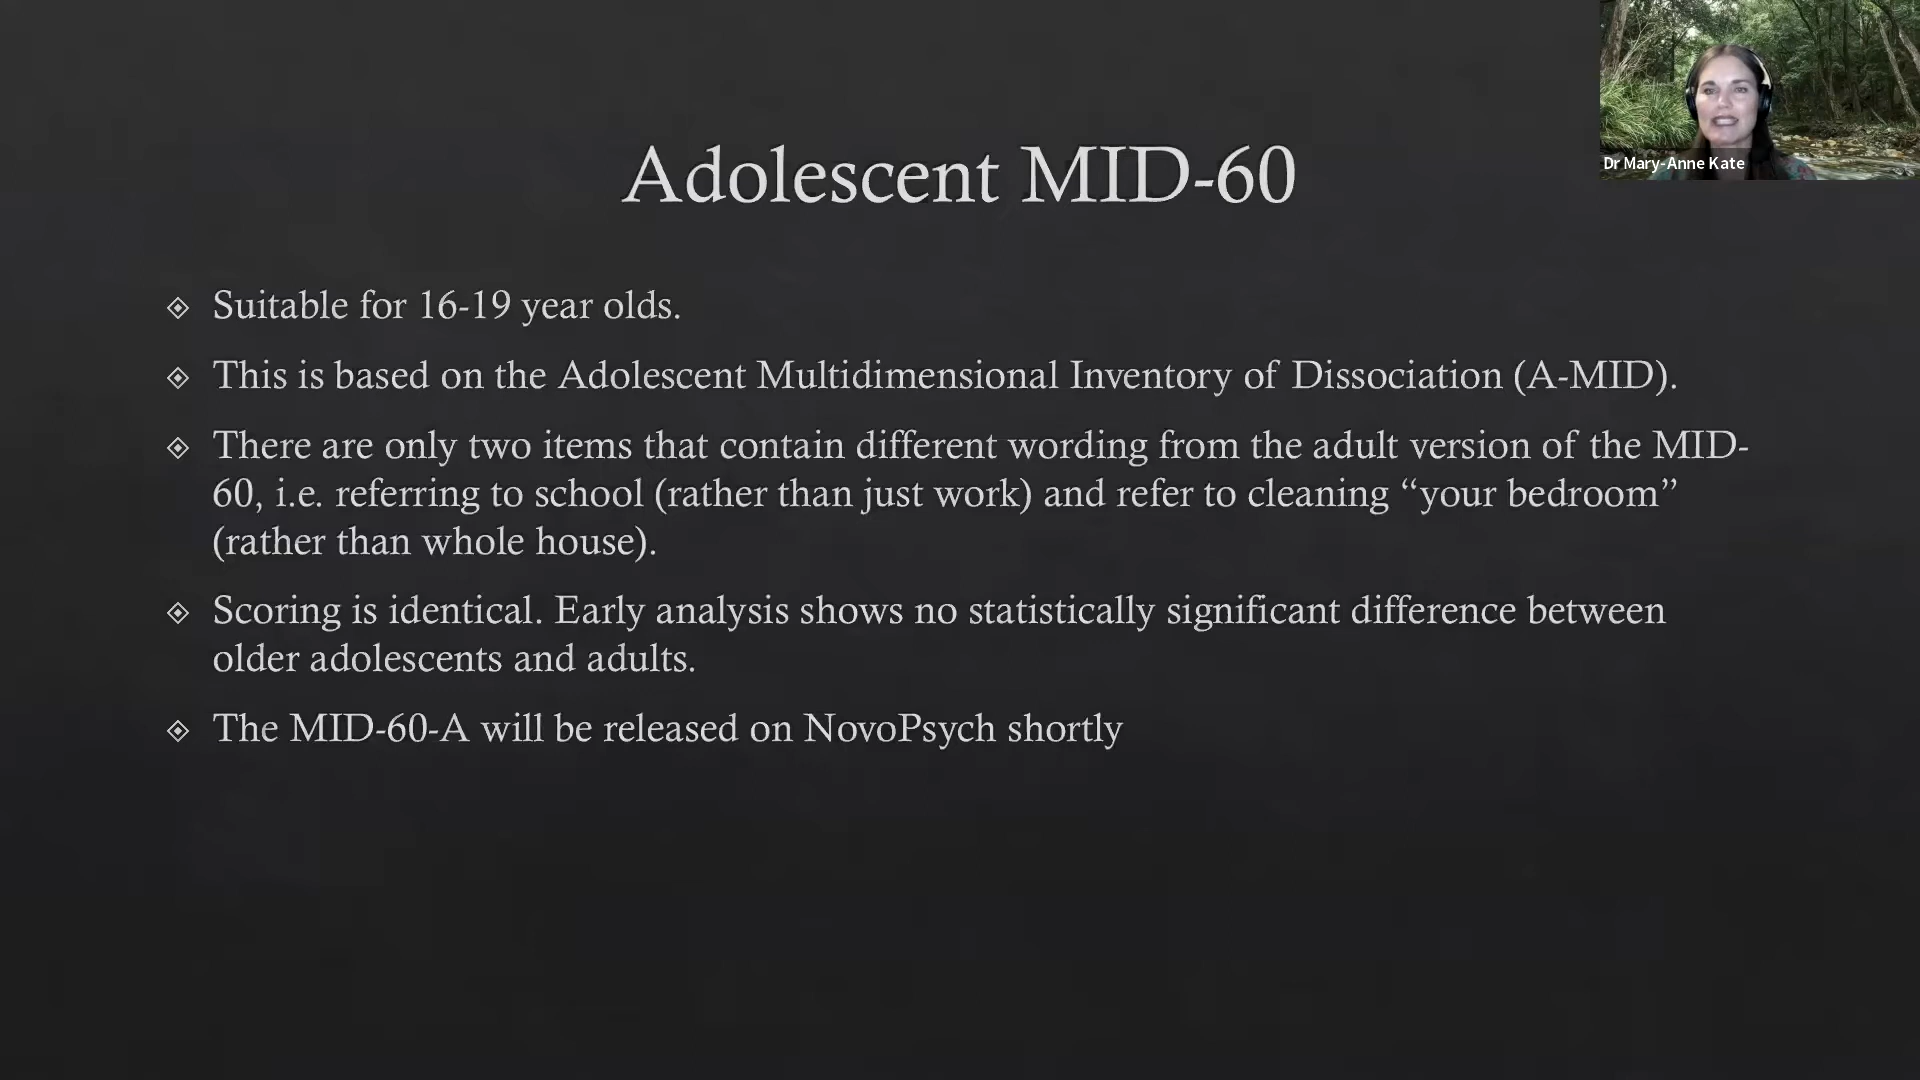 Adolescent MID-60
Dr Mary-Anne Kate
Suitable for 16-19 year olds.
This is based on the Adolescent Multidimensional Inventory of Dissociation (A-MID).
There are only two items that contain different wording from the adult version of the MID-
60, i.e. referring to school (rather than just work) and refer to cleaning “your bedroom”
(rather than whole house).
Scoring is identical. Early analysis shows no statistically significant difference between
older adolescents and adults.
The MID-60-A will be released on NovoPsych shortly